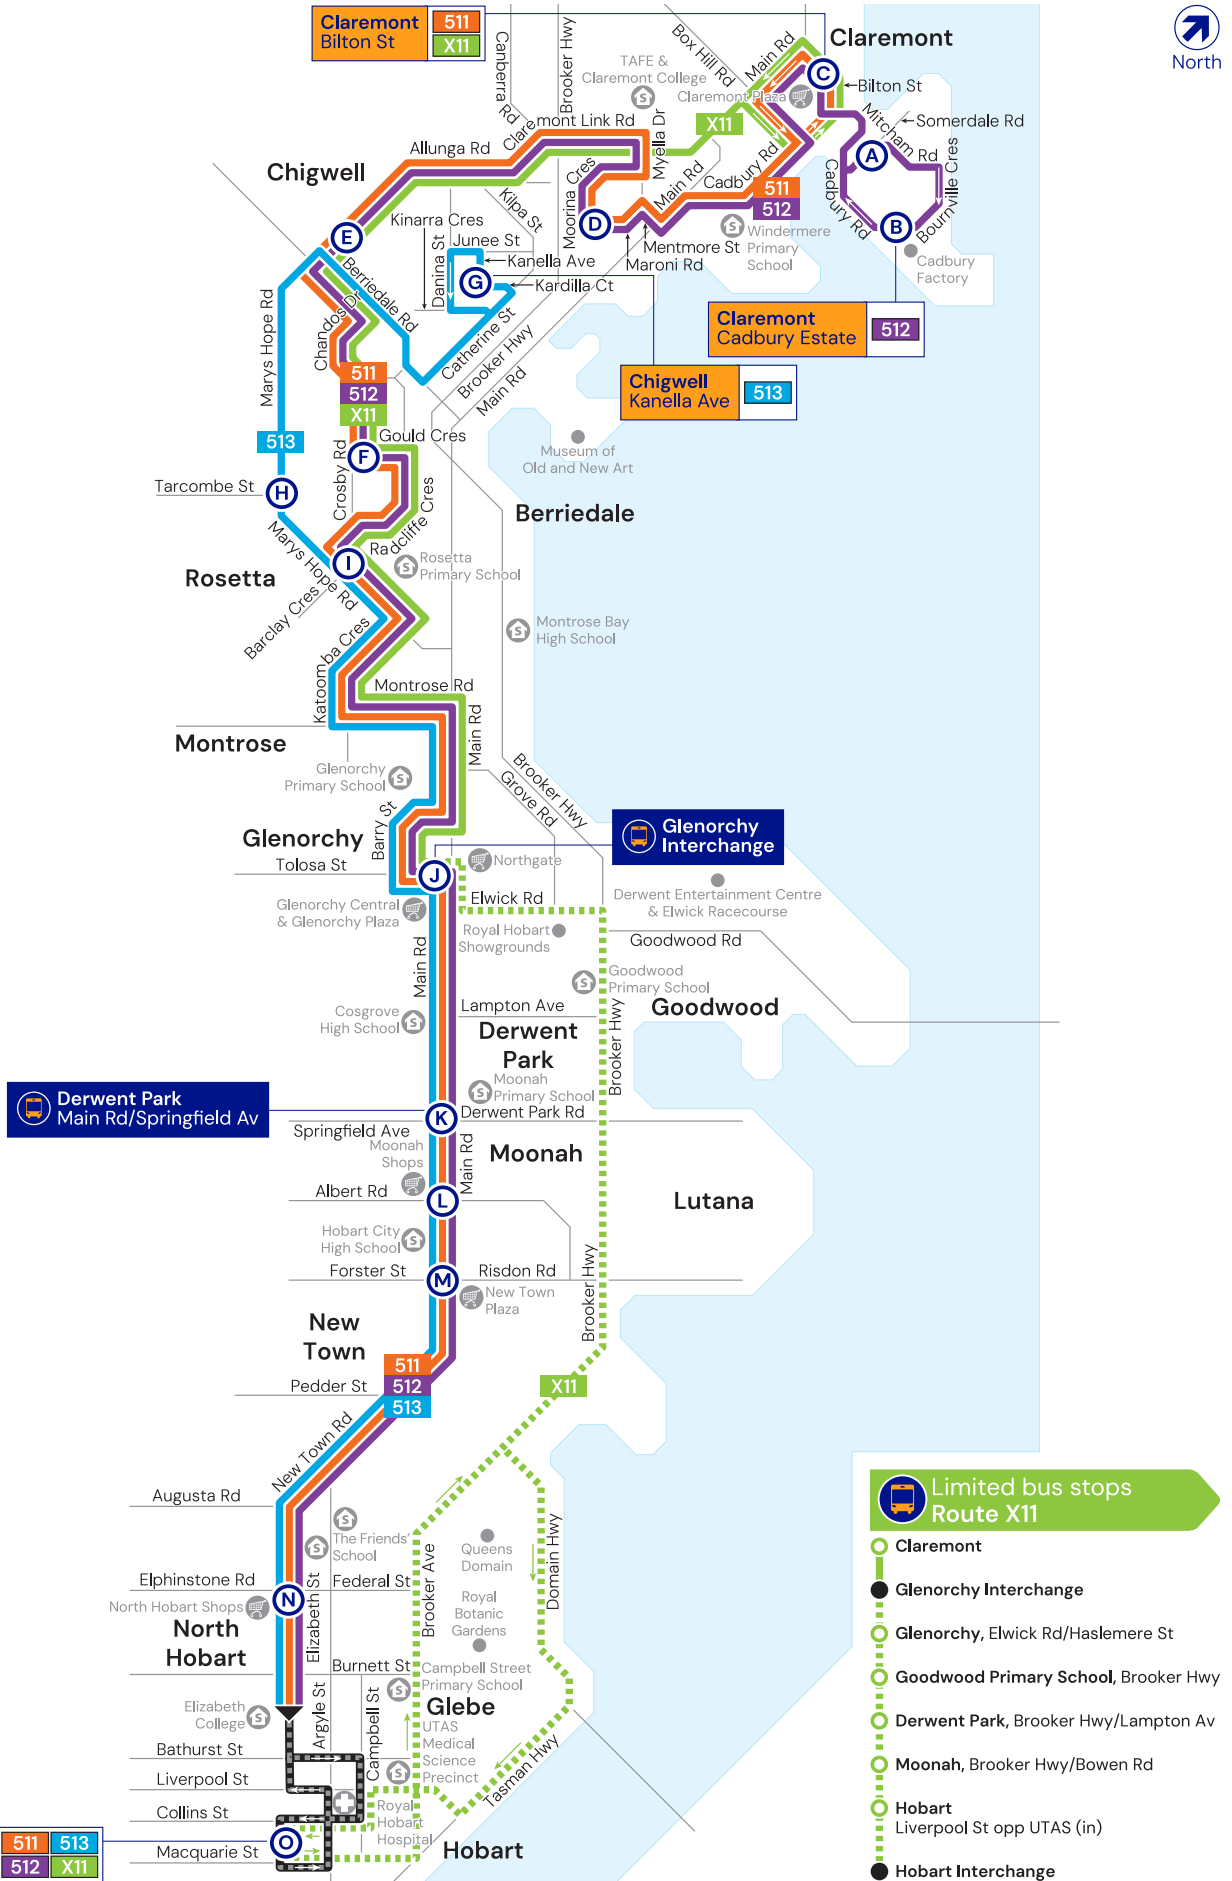 Claremont
Bilton St
511
X11
North
Claremont
Canberra Rd
Brooker Hwy
Box Hill Rd
Main Rd
TAFE &
Claremont College
Claremont Plaza
C
Bilton St
Claremont Link Rd
X11
Mitcham Rd
Somerdale Rd
Allunga Rd
Myella Dr
A
Chigwell
Moorina Cres
Main Rd
Cadbury Rd
511
512
Cadbury Rd
Bournville Cres
Kilpa St
Kinarra Cres
D
B
E
Junee St
Mentmore St
Maroni Rd
Windermere
Primary
School
Cadbury
Factory
Kanella Ave
Danina St
G
Kardilla Ct
Berriedale Rd
Marys Hope Rd
Chandos Dr
Catherine St
Brooker Hwy
Main Rd
Claremont
Cadbury Estate
512
Chigwell
Kanella Ave
513
511
512
X11
513
Gould Cres
F
Museum of
Old and New Art
Crosby Rd
Tarcombe St
H
Radcliffe Cres
Berriedale
Marys Hope Rd
I
Rosetta
Primary School
Rosetta
Barclay Cres
Montrose Bay
High School
Katoomba Cres
Montrose Rd
Main Rd
Montrose
Glenorchy
Primary School
Brooker Hwy
Grove Rd
Barry St
Glenorchy
Glenorchy
Interchange
Tolosa St
J
Northgate
Glenorchy Central
& Glenorchy Plaza
Elwick Rd
Derwent Entertainment Centre
& Elwick Racecourse
Royal Hobart
Showgrounds
Goodwood Rd
Main Rd
Goodwood
Primary School
Goodwood
Lampton Ave
Cosgrove
High School
Derwent
Park
Brooker Hwy
Moonah
Primary School
Derwent Park
Main Rd/Springfield Av
K
Derwent Park Rd
Springfield Ave
Moonah
Shops
Moonah
Main Rd
Albert Rd
L
Lutana
Hobart City
High School
Forster St
M
Risdon Rd
New Town
Plaza
Brooker Hwy
New
Town
511
512
513
Pedder St
X11
New Town Rd
Augusta Rd
Limited bus stops
Route X11
Claremont
Glenorchy Interchange
Glenorchy, Elwick Rd/Haslemere St
Goodwood Primary School, Brooker Hwy
Derwent Park, Brooker Hwy/Lampton Av
Moonah, Brooker Hwy/Bowen Rd
Hobart
Liverpool St opp UTAS (in)
Hobart Interchange
The Friends'
School
Queens
Domain
Brooker Ave
Domain Hwy
Elphinstone Rd
Federal St
North Hobart Shops
N
Elizabeth St
Royal
Botanic
Gardens
North
Hobart
Burnett St
Campbell Street
Primary School
Elizabeth
College
Argyle St
Campbell St
Glebe
UTAS
Medical
Science
Precinct
Bathurst St
Liverpool St
Tasman Hwy
Collins St
Royal
Hobart
Hospital
511
513
512
X11
O
Macquarie St
Hobart